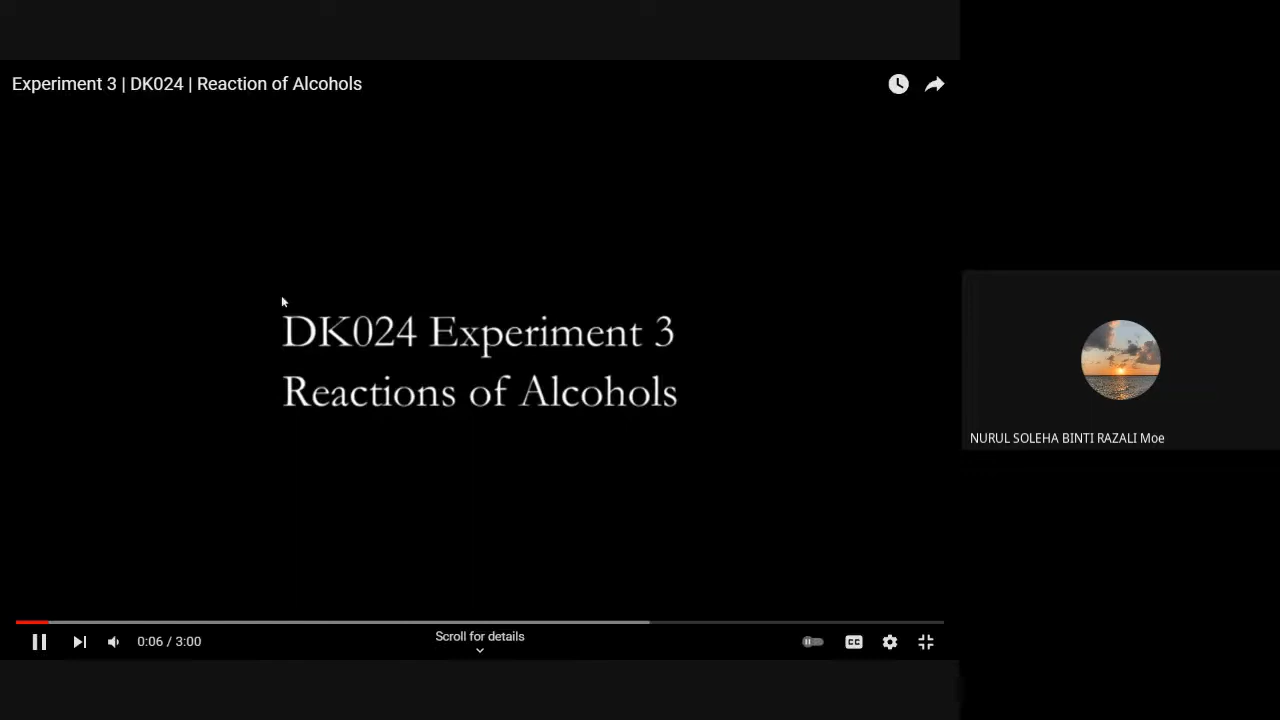 Experiment 3 | DK024 | Reaction of Alcohols
DK024 Experiment 3
Reactions of Alcohols
NURUL SOLEHA BINTI RAZALI Moe
0:06 / 3:00
Scroll for details
CC